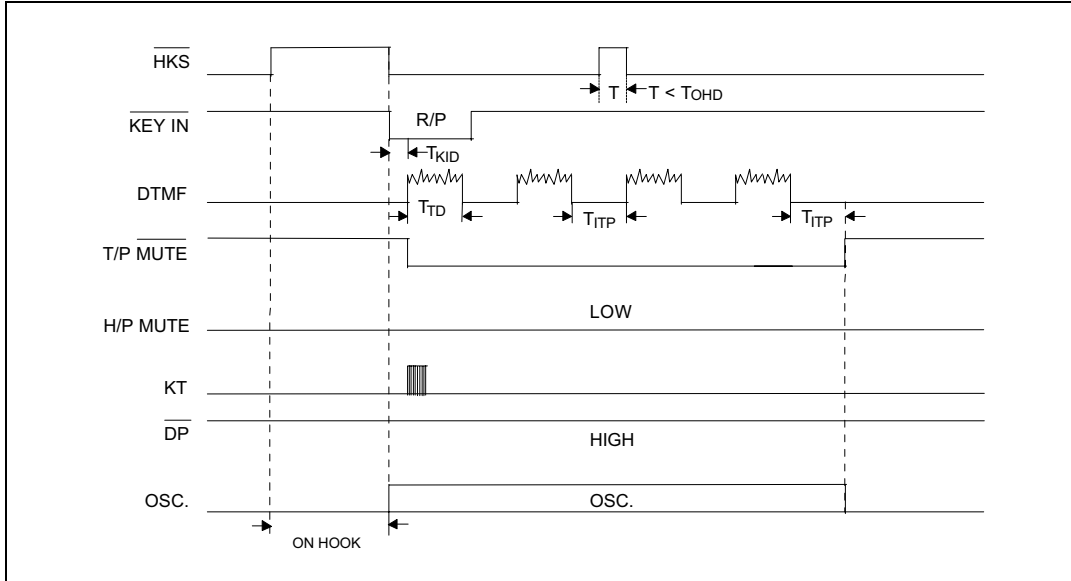 HKS
T T < TOHD
KEY IN R/P
TKID
DTMF
TTD TITP TITP
T/P MUTE
LOW
H/P MUTE
KT
DP
HIGH
OSC. OSC.
ON HOOK